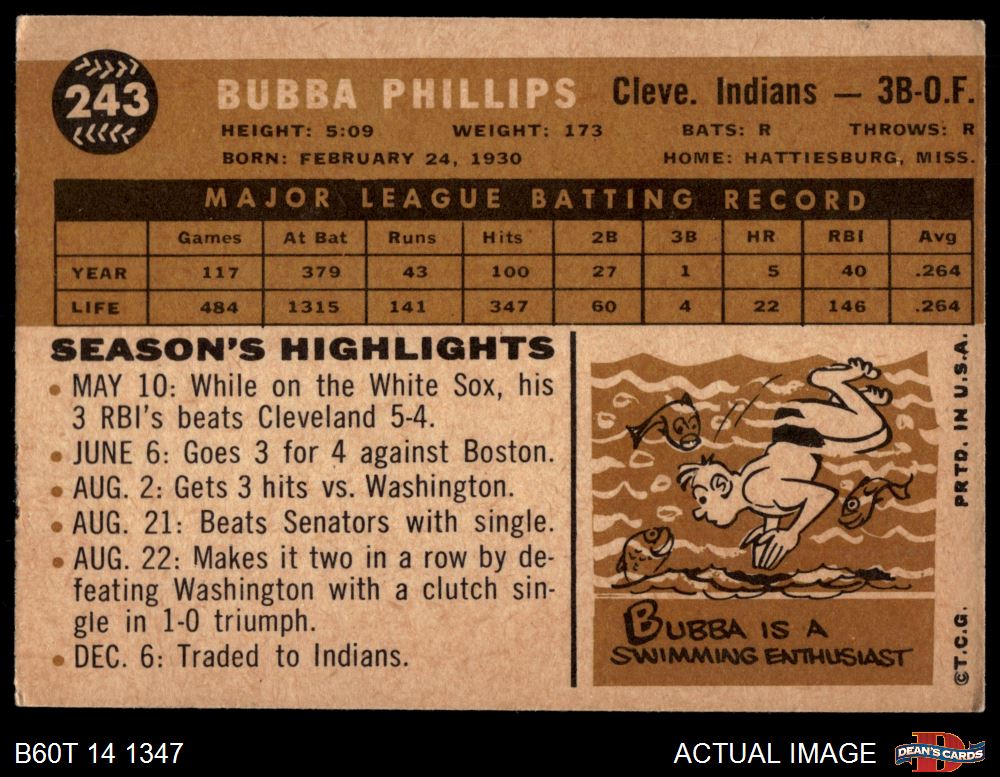 243
BUBBA PHILLIPS Cleve. Indians — 3B-O.F.
HEIGHT: 5:09 WEIGHT: 173 BATS: R THROWS: R
BORN: FEBRUARY 24, 1930 HOME: HATTIESBURG, MISS.
MAJOR LEAGUE BATTING RECORD
Games At Bat Runs Hits 2B 3B HR RBI Avg
YEAR 117 379 43 100 27 1 5 40 .264
LIFE 484 1315 141 347 60 4 22 146 .264
SEASON'S HIGHLIGHTS
• MAY 10: While on the White Sox, his
3 RBI's beats Cleveland 5-4.
• JUNE 6: Goes 3 for 4 against Boston.
• AUG. 2: Gets 3 hits vs. Washington.
• AUG. 21: Beats Senators with single.
• AUG. 22: Makes it two in a row by de-
feating Washington with a clutch sin-
gle in 1-0 triumph.
• DEC. 6: Traded to Indians.
BUBBA IS A
SWIMMING ENTHUSIAST
©T.C.G. PRTD. IN U.S.A.
B60T 14 1347 ACTUAL IMAGE
D
DEAN'S CARDS